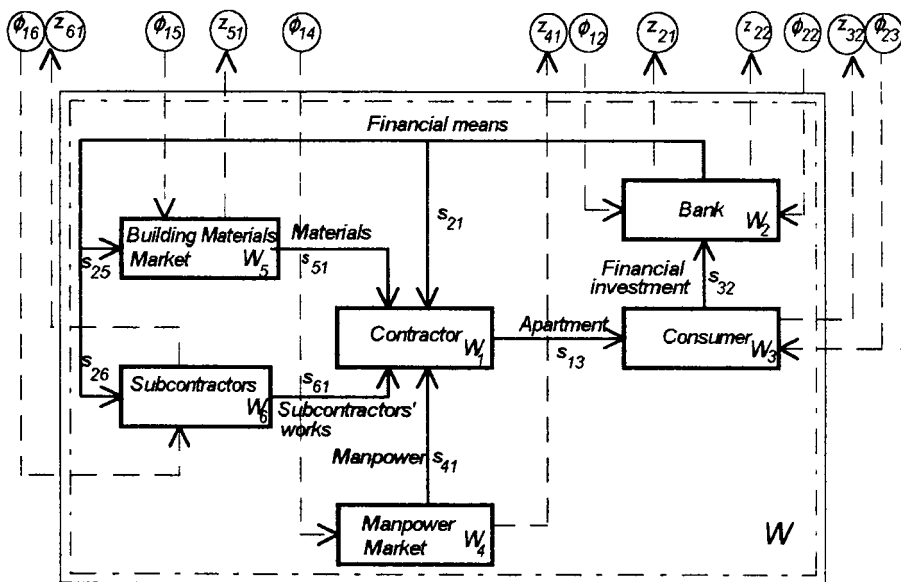 ϕ16 z61 ϕ15 z51 ϕ14 z41 ϕ12 z21 z22 ϕ22 z32 ϕ23
Financial means
Bank
W2
s21
Building Materials
Market
W5
Materials
s51
s25
Financial
investment
s32
Contractor
W1
Apartment
s13
Consumer
W3
s26
Subcontractors
W6
s61
Subcontractors'
works
Manpower
s41
Manpower
Market
W4
W